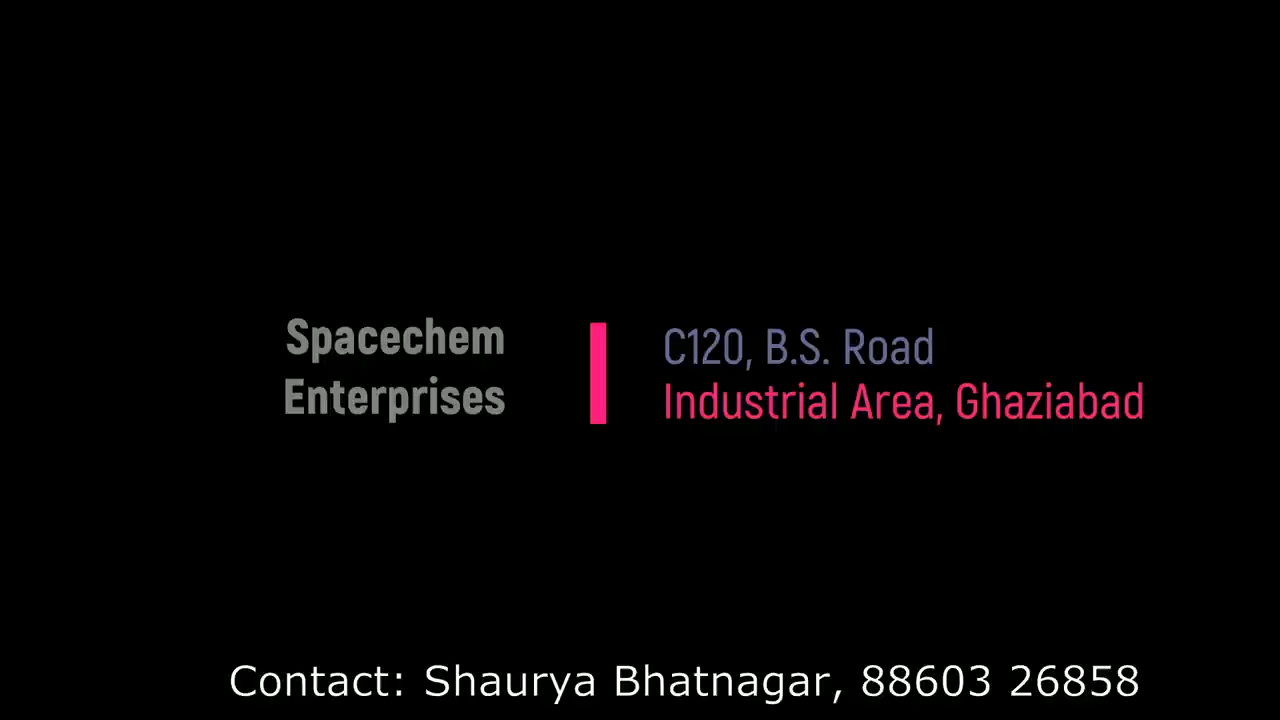 Spacechem
Enterprises
C120, B.S. Road
Industrial Area, Ghaziabad
Contact: Shaurya Bhatnagar, 88603 26858